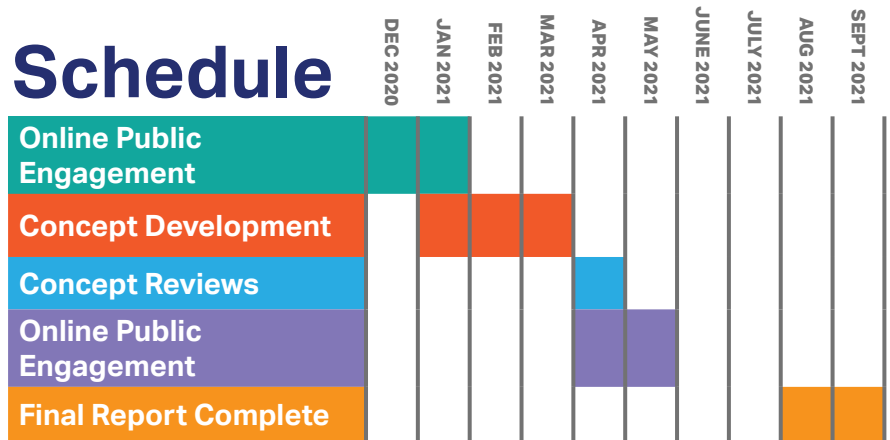 Schedule
DEC 2020
JAN 2021
FEB 2021
MAR 2021
APR 2021
MAY 2021
JUNE 2021
JULY 2021
AUG 2021
SEPT 2021
Online Public
Engagement
Concept Development
Concept Reviews
Online Public
Engagement
Final Report Complete